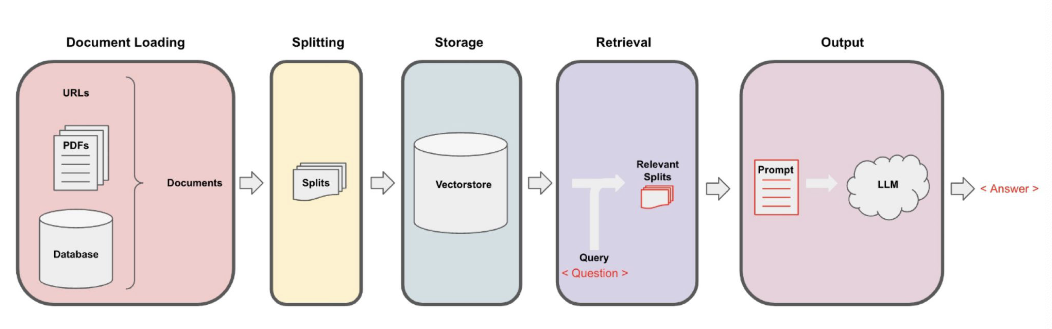 Document Loading
Splitting
Storage
Retrieval
Output
URLs
PDFs
Documents
Database
Splits
Vectorstore
Relevant
Splits
Query
< Question >
Prompt
LLM
< Answer >